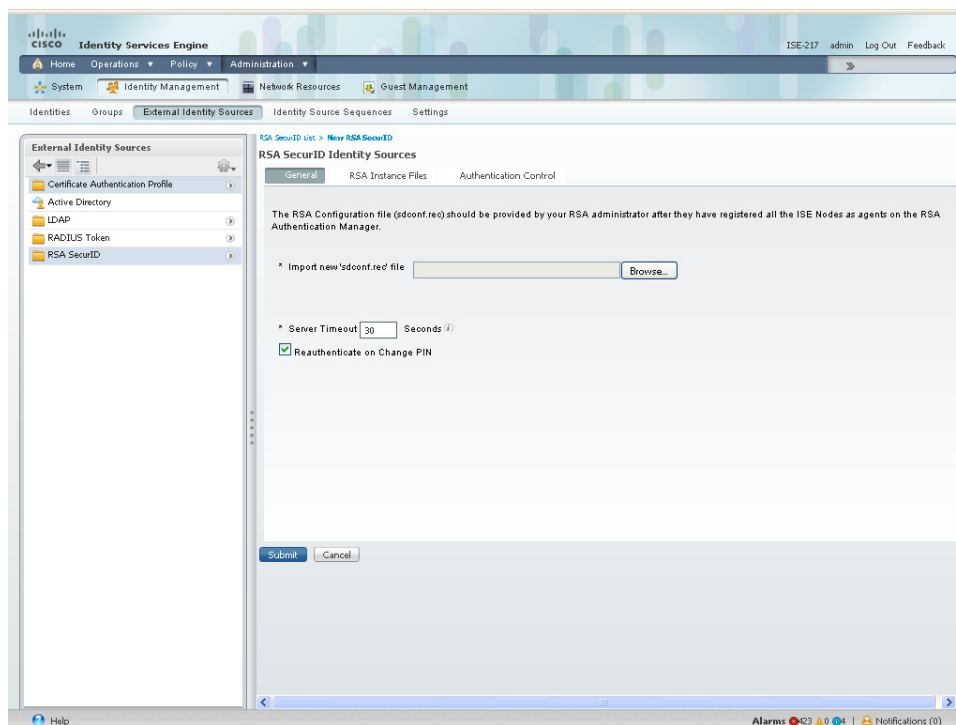 CISCO Identity Services Engine
ISE-217 admin Log Out Feedback
Home Operations Policy Administration
System Identity Management Network Resources Guest Management
Identities Groups External Identity Sources Identity Source Sequences Settings
External Identity Sources
Certificate Authentication Profile
Active Directory
LDAP
RADIUS Token
RSA SecurID
RSA SecurID List > New RSA SecurID
RSA SecurID Identity Sources
General RSA Instance Files Authentication Control
The RSA Configuration file (sdconf.rec) should be provided by your RSA administrator after they have registered all the ISE Nodes as agents on the RSA
Authentication Manager.
* Import new 'sdconf.rec' file Browse...
* Server Timeout 30 Seconds
Reauthenticate on Change PIN
Submit Cancel
Help
Alarms 423 0 4 | Notifications (0)